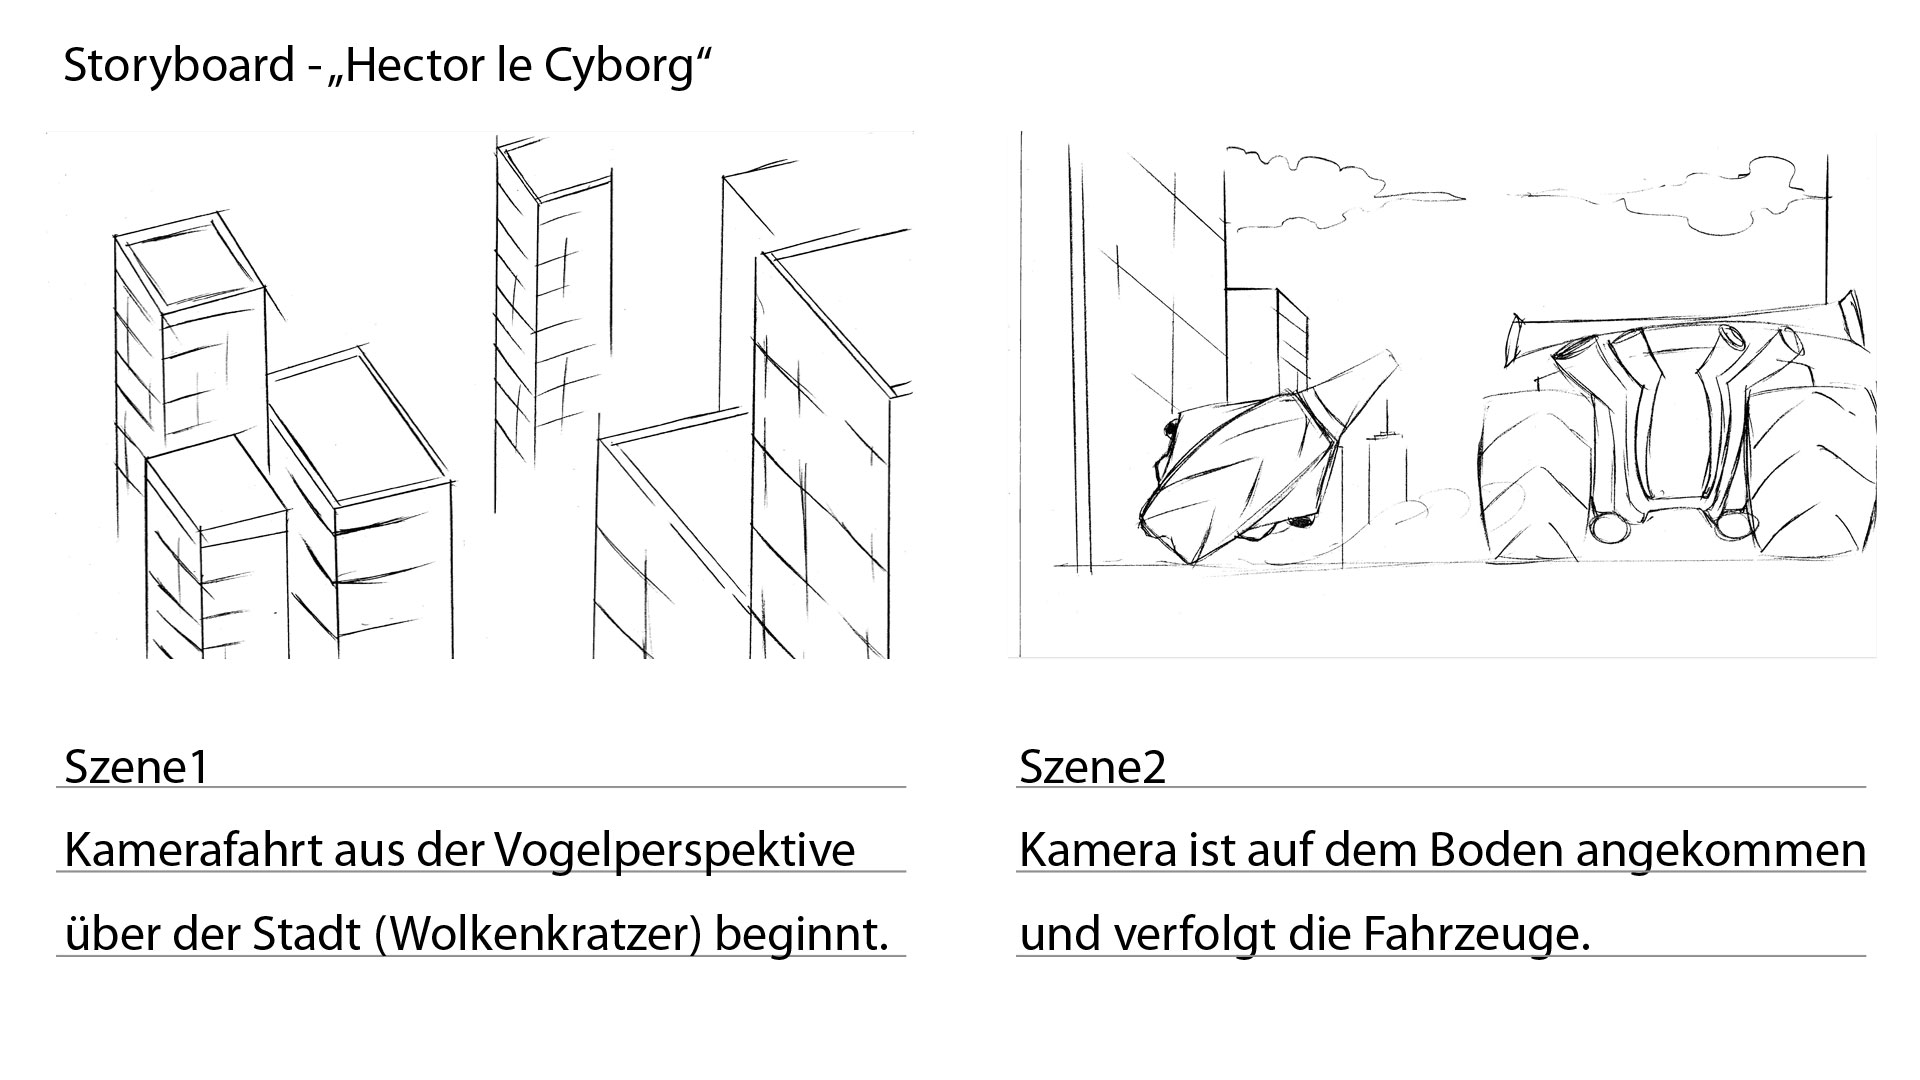 Storyboard - „Hector le Cyborg“
Szene1
Kamerafahrt aus der Vogelperspektive
über der Stadt (Wolkenkratzer) beginnt.
Szene2
Kamera ist auf dem Boden angekommen
und verfolgt die Fahrzeuge.